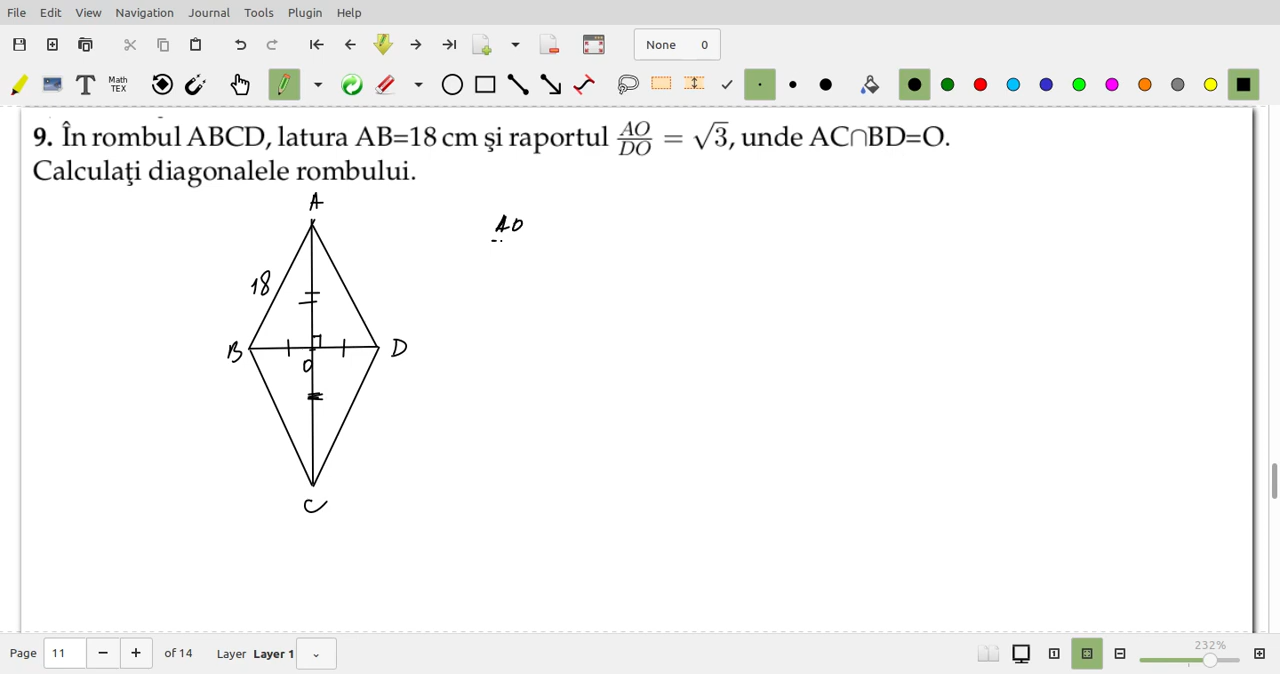 File Edit View Navigation Journal Tools Plugin Help
None 0
T Math TEX
9. În rombul ABCD, latura AB=18 cm şi raportul AO/DO = √3, unde AC∩BD=O.
Calculaţi diagonalele rombului.
A
AO
18
B
O
D
C
Page 11 of 14 Layer Layer 1
232%